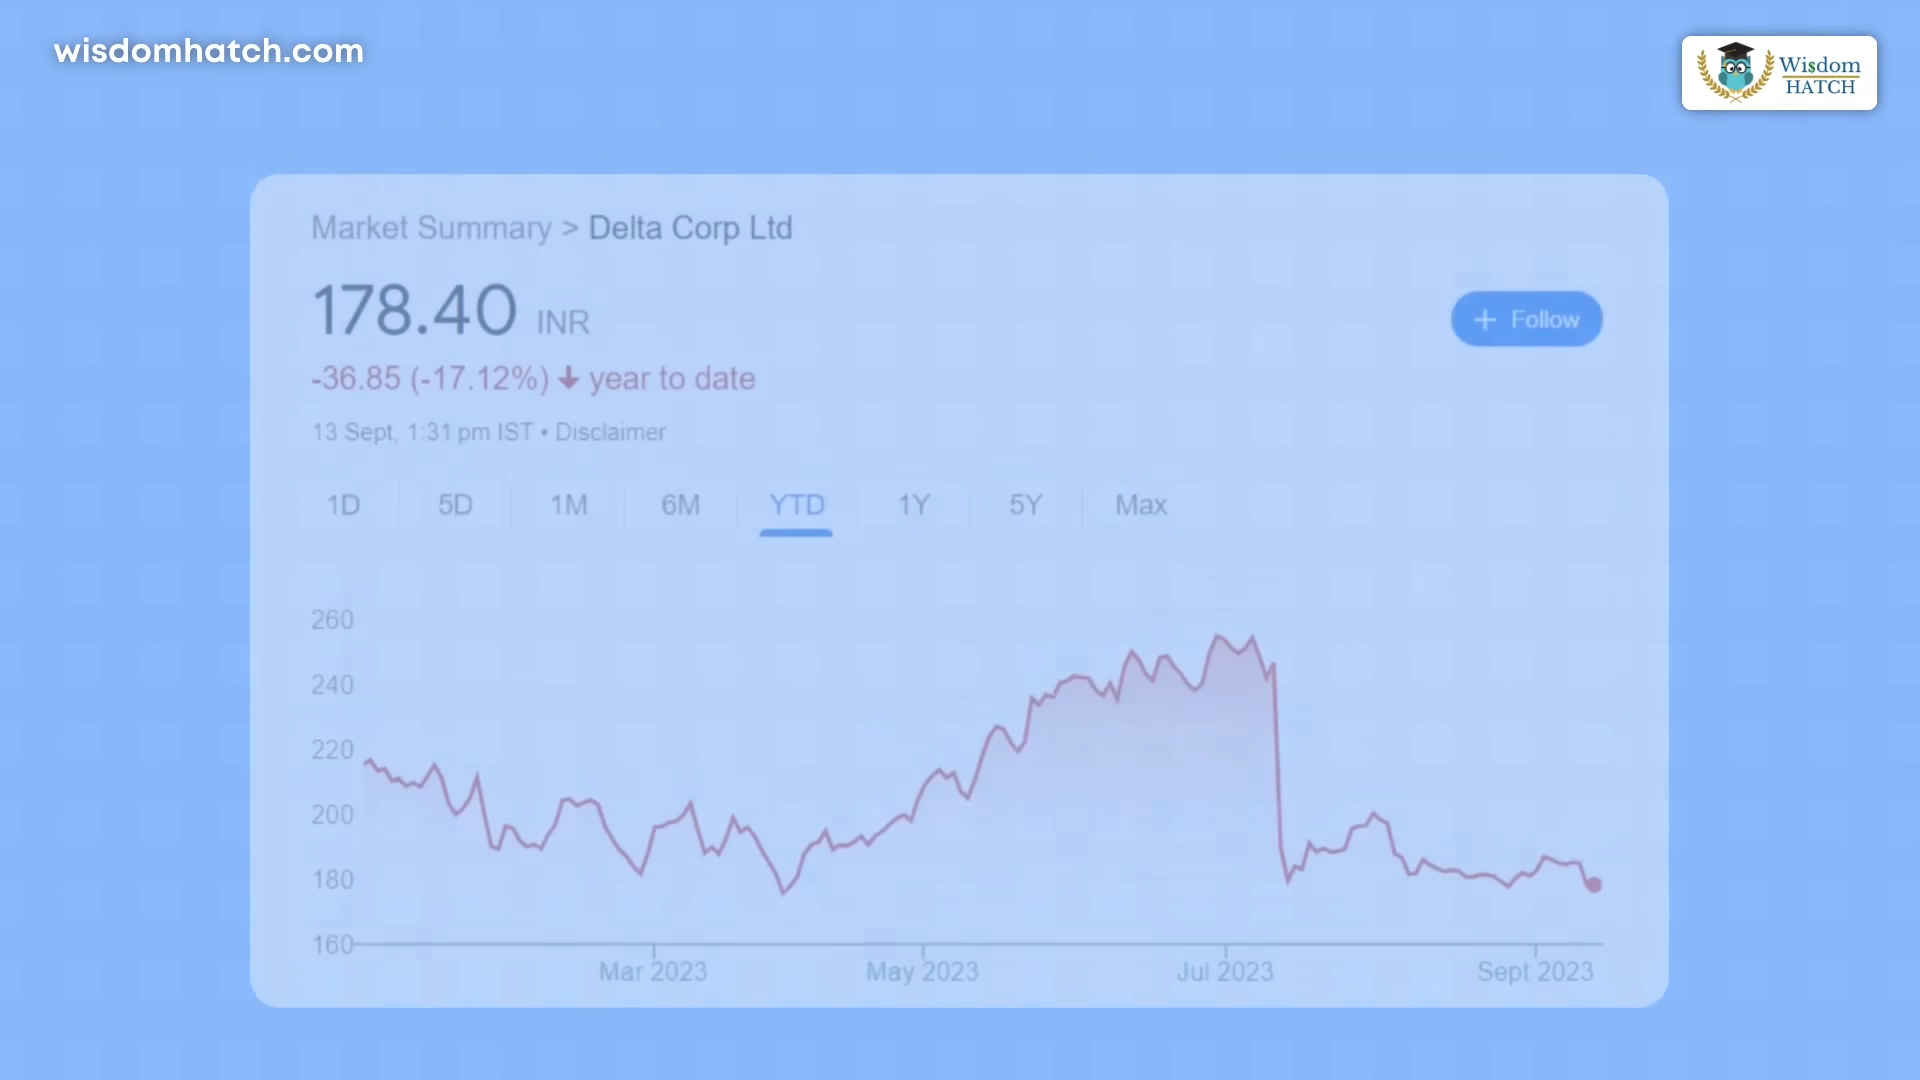 wisdomhatch.com
Wisdom
HATCH
Market Summary > Delta Corp Ltd
178.40 INR
+ Follow
-36.85 (-17.12%) ↓ year to date
13 Sept, 1:31 pm IST • Disclaimer
1D 5D 1M 6M YTD 1Y 5Y Max
260
240
220
200
180
160
Mar 2023 May 2023 Jul 2023 Sept 2023